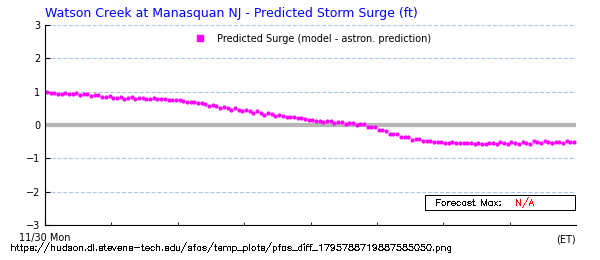 Watson Creek at Manasquan NJ - Predicted Storm Surge (ft)
3
Predicted Surge (model - astron. prediction)
2
1
0
−1
−2
Forecast Max: N/A
−3
11/30 Mon
(ET)
https://hudson.dl.stevens-tech.edu/sfas/temp_plots/pfas_diff_1795788719887585050.png